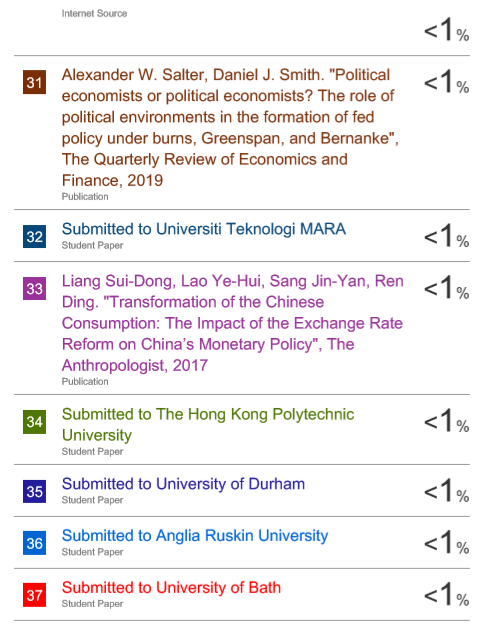 Internet Source
<1%
31
Alexander W. Salter, Daniel J. Smith. "Political
economists or political economists? The role of
political environments in the formation of fed
policy under burns, Greenspan, and Bernanke",
The Quarterly Review of Economics and
Finance, 2019
Publication
<1%
32
Submitted to Universiti Teknologi MARA
Student Paper
<1%
33
Liang Sui-Dong, Lao Ye-Hui, Sang Jin-Yan, Ren
Ding. "Transformation of the Chinese
Consumption: The Impact of the Exchange Rate
Reform on China's Monetary Policy", The
Anthropologist, 2017
Publication
<1%
34
Submitted to The Hong Kong Polytechnic
University
Student Paper
<1%
35
Submitted to University of Durham
Student Paper
<1%
36
Submitted to Anglia Ruskin University
Student Paper
<1%
37
Submitted to University of Bath
Student Paper
<1%